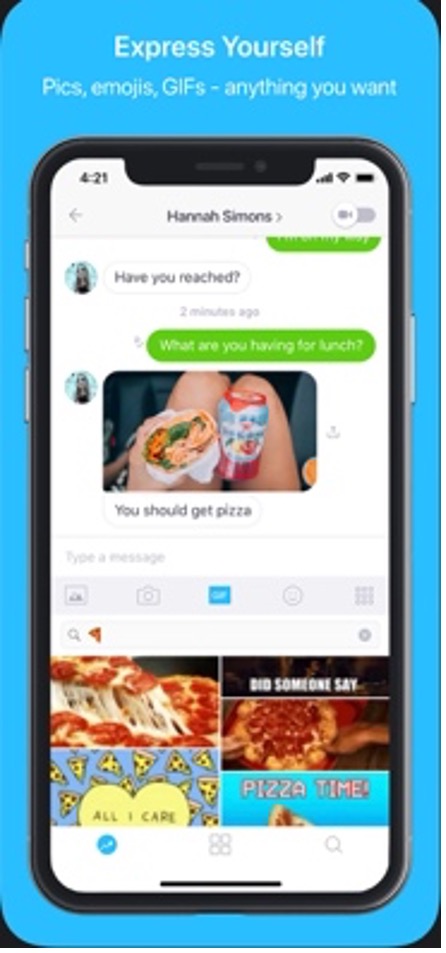 Express Yourself
Pics, emojis, GIFs - anything you want
4:21
Hannah Simons >
I'm on my way
Have you reached?
2 minutes ago
What are you having for lunch?
You should get pizza
Type a message
GIF
DID SOMEONE SAY
ALL I CARE
PIZZA TIME!